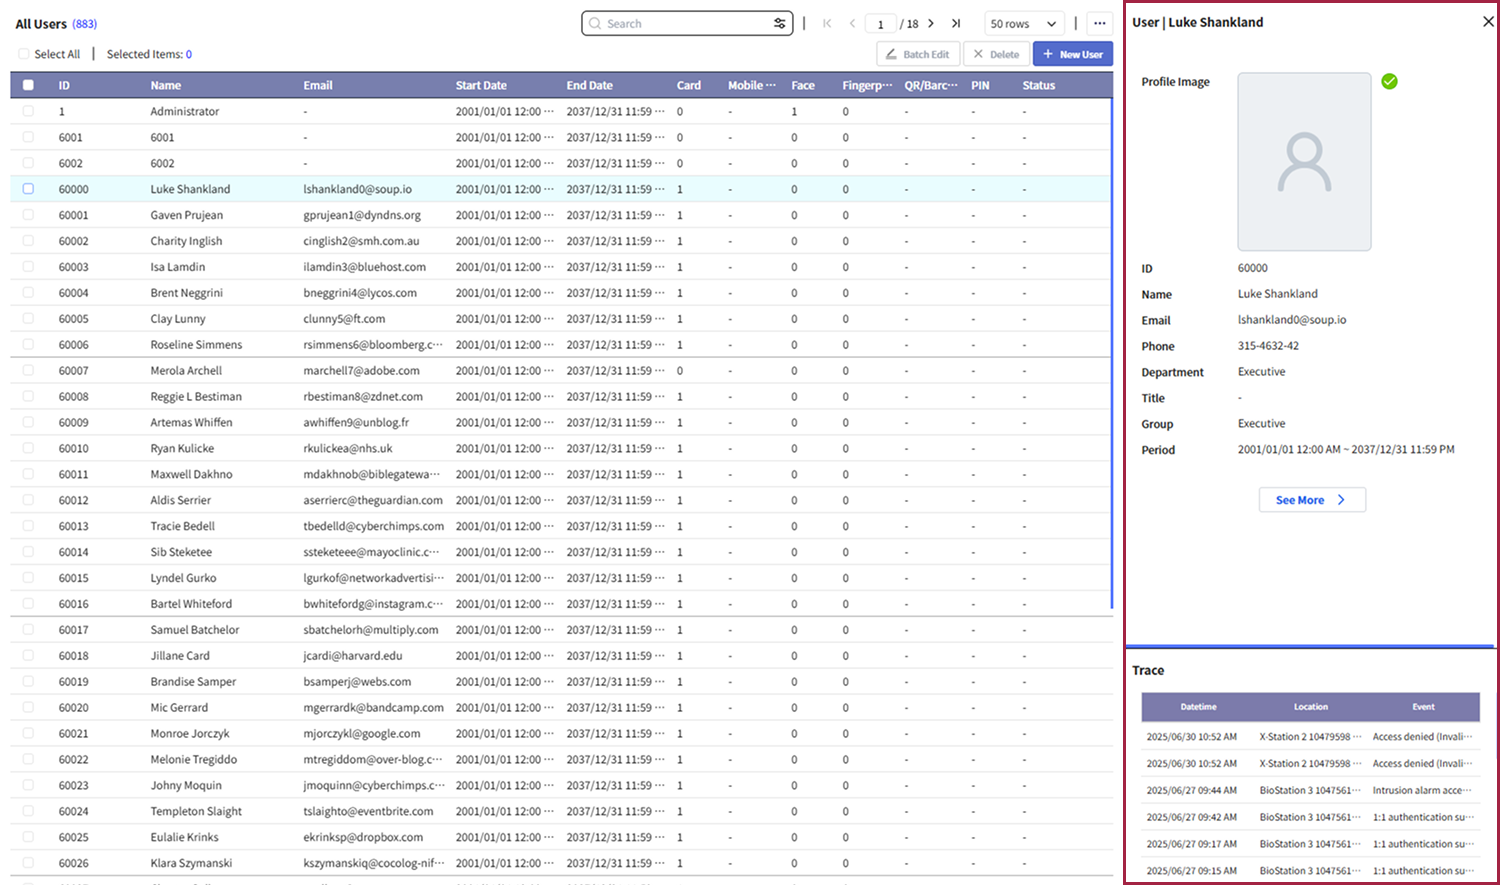 All Users (883)
Search
1 / 18
50 rows
Select All | Selected Items: 0
Batch Edit
Delete
New User
ID Name Email Start Date End Date Card Mobile ··· Face Fingerp··· QR/Barc··· PIN Status
1 Administrator - 2001/01/01 12:00 ··· 2037/12/31 11:59 ··· 0 - 1 0 - - -
6001 6001 - 2001/01/01 12:00 ··· 2037/12/31 11:59 ··· 0 - 0 0 - - -
6002 6002 - 2001/01/01 12:00 ··· 2037/12/31 11:59 ··· 0 - 0 0 - - -
60000 Luke Shankland lshankland0@soup.io 2001/01/01 12:00 ··· 2037/12/31 11:59 ··· 1 - 0 0 - - -
60001 Gaven Prujean gprujean1@dyndns.org 2001/01/01 12:00 ··· 2037/12/31 11:59 ··· 1 - 0 0 - - -
60002 Charity Inglish cinglish2@smh.com.au 2001/01/01 12:00 ··· 2037/12/31 11:59 ··· 1 - 0 0 - - -
60003 Isa Lamdin ilamdin3@bluehost.com 2001/01/01 12:00 ··· 2037/12/31 11:59 ··· 1 - 0 0 - - -
60004 Brent Neggrini bneggrini4@lycos.com 2001/01/01 12:00 ··· 2037/12/31 11:59 ··· 1 - 0 0 - - -
60005 Clay Lunny clunny5@ft.com 2001/01/01 12:00 ··· 2037/12/31 11:59 ··· 1 - 0 0 - - -
60006 Roseline Simmens rsimmens6@bloomberg.c··· 2001/01/01 12:00 ··· 2037/12/31 11:59 ··· 1 - 0 0 - - -
60007 Merola Archell marchell7@adobe.com 2001/01/01 12:00 ··· 2037/12/31 11:59 ··· 0 - 0 0 - - -
60008 Reggie L Bestiman rbestiman8@zdnet.com 2001/01/01 12:00 ··· 2037/12/31 11:59 ··· 1 - 0 0 - - -
60009 Artemas Whiffen awhiffen9@unblog.fr 2001/01/01 12:00 ··· 2037/12/31 11:59 ··· 1 - 0 0 - - -
60010 Ryan Kulicke rkulickea@nhs.uk 2001/01/01 12:00 ··· 2037/12/31 11:59 ··· 1 - 0 0 - - -
60011 Maxwell Dakhno mdakhnob@biblegatewa··· 2001/01/01 12:00 ··· 2037/12/31 11:59 ··· 1 - 0 0 - - -
60012 Aldis Serrier aserrierc@theguardian.com 2001/01/01 12:00 ··· 2037/12/31 11:59 ··· 1 - 0 0 - - -
60013 Tracie Bedell tbedelld@cyberchimps.com 2001/01/01 12:00 ··· 2037/12/31 11:59 ··· 1 - 0 0 - - -
60014 Sib Steketee ssteketeee@mayoclinic.c··· 2001/01/01 12:00 ··· 2037/12/31 11:59 ··· 1 - 0 0 - - -
60015 Lyndel Gurko lgurkof@networkadvertisi··· 2001/01/01 12:00 ··· 2037/12/31 11:59 ··· 1 - 0 0 - - -
60016 Bartel Whiteford bwhitefordg@instagram.c··· 2001/01/01 12:00 ··· 2037/12/31 11:59 ··· 1 - 0 0 - - -
60017 Samuel Batchelor sbatchelorh@multiply.com 2001/01/01 12:00 ··· 2037/12/31 11:59 ··· 1 - 0 0 - - -
60018 Jillane Card jcardi@harvard.edu 2001/01/01 12:00 ··· 2037/12/31 11:59 ··· 1 - 0 0 - - -
60019 Brandise Samper bsamperj@webs.com 2001/01/01 12:00 ··· 2037/12/31 11:59 ··· 1 - 0 0 - - -
60020 Mic Gerrard mgerrardk@bandcamp.com 2001/01/01 12:00 ··· 2037/12/31 11:59 ··· 1 - 0 0 - - -
60021 Monroe Jorczyk mjorczykl@google.com 2001/01/01 12:00 ··· 2037/12/31 11:59 ··· 1 - 0 0 - - -
60022 Melonie Tregiddo mtregiddom@over-blog.c··· 2001/01/01 12:00 ··· 2037/12/31 11:59 ··· 1 - 0 0 - - -
60023 Johny Moquin jmoquinn@cyberchimps.c··· 2001/01/01 12:00 ··· 2037/12/31 11:59 ··· 1 - 0 0 - - -
60024 Templeton Slaight tslaighto@eventbrite.com 2001/01/01 12:00 ··· 2037/12/31 11:59 ··· 1 - 0 0 - - -
60025 Eulalie Krinks ekrinksp@dropbox.com 2001/01/01 12:00 ··· 2037/12/31 11:59 ··· 1 - 0 0 - - -
60026 Klara Szymanski kszymanskiq@cocolog-nif··· 2001/01/01 12:00 ··· 2037/12/31 11:59 ··· 1 - 0 0 - - -
User | Luke Shankland
Profile Image
ID 60000
Name Luke Shankland
Email lshankland0@soup.io
Phone 315-4632-42
Department Executive
Title -
Group Executive
Period 2001/01/01 12:00 AM ~ 2037/12/31 11:59 PM
See More
Trace
Datetime Location Event
2025/06/30 10:52 AM X-Station 2 10479598 ··· Access denied (Invali···
2025/06/30 10:52 AM X-Station 2 10479598 ··· Access denied (Invali···
2025/06/27 09:44 AM BioStation 3 1047561··· Intrusion alarm acce···
2025/06/27 09:42 AM BioStation 3 1047561··· 1:1 authentication su···
2025/06/27 09:17 AM BioStation 3 1047561··· 1:1 authentication su···
2025/06/27 09:15 AM BioStation 3 1047561··· 1:1 authentication su···